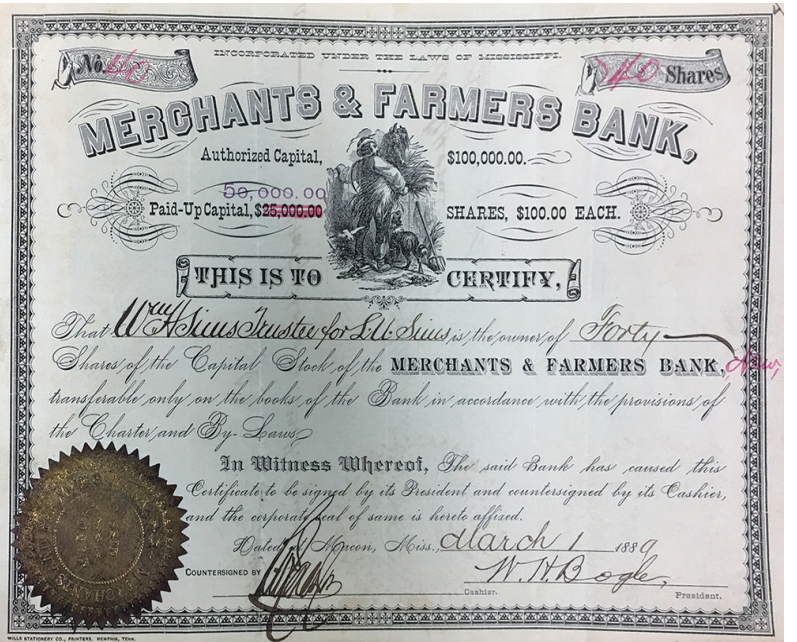 INCORPORATED UNDER THE LAWS OF MISSISSIPPI.
No. 
40 Shares
MERCHANTS & FARMERS BANK,
Authorized Capital, $100,000.00.
50,000.00
Paid-Up Capital, $25,000.00 SHARES, $100.00 EACH.
THIS IS TO CERTIFY,
That Wm H Sims Trustee for L. U. Sims is the owner of Forty
Shares of the Capital Stock of the MERCHANTS & FARMERS BANK,
transferable only on the books of the Bank in accordance with the provisions of
the Charter and By-Laws
In Witness Whereof, The said Bank has caused this
Certificate to be signed by its President and countersigned by its Cashier,
and the corporate seal of same is hereto affixed.
Dated at Macon, Miss., March 1 1889
COUNTERSIGNED BY W. H. Bogle,
Cashier. President.
WILLS STATIONERY CO., PRINTERS. MEMPHIS, TENN.